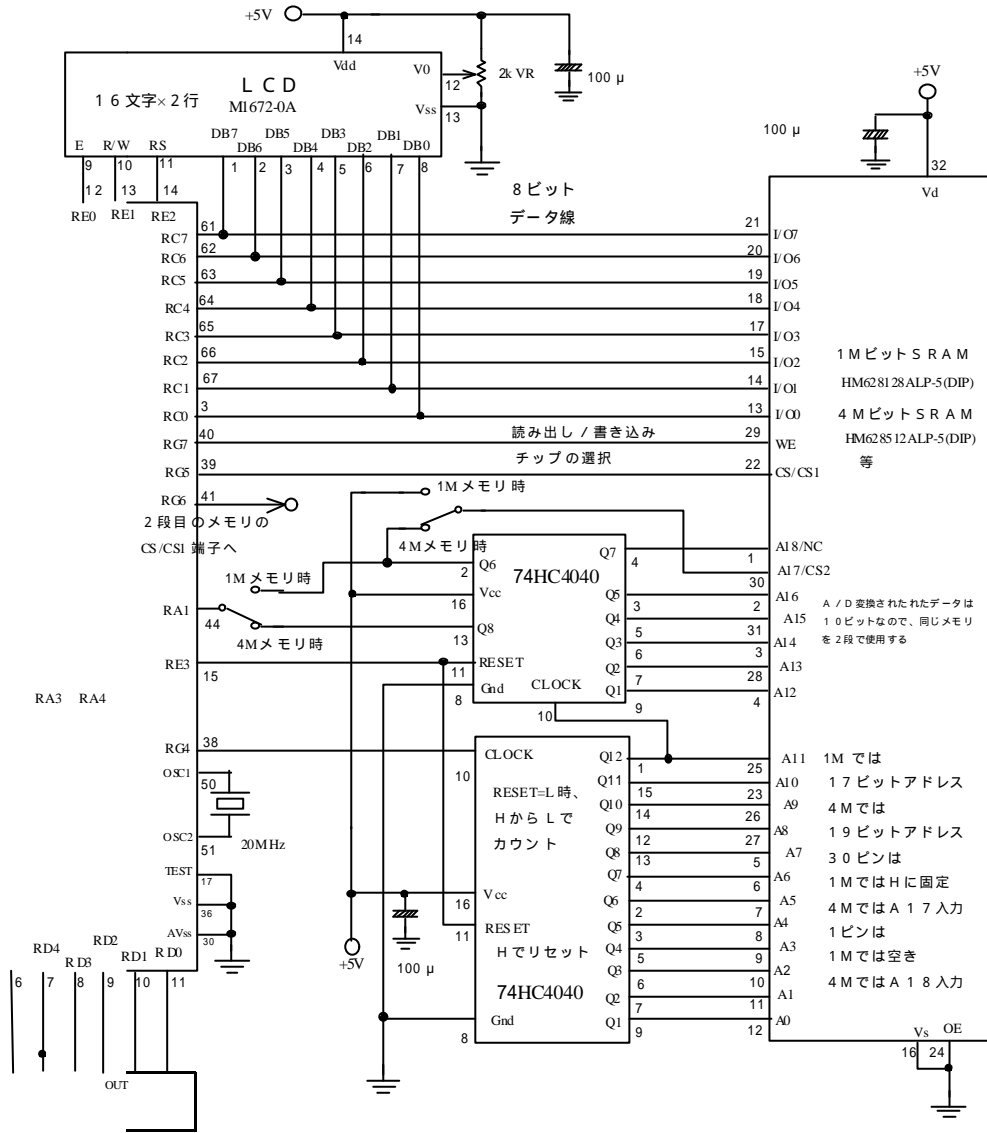 +5V
14
Vdd
LCD
M1672-0A
16文字×2行
V0
12
2k VR
100 μ
Vss
13
E R/W RS
DB7 DB6 DB5 DB4 DB3 DB2 DB1 DB0
9 10 11 1 2 3 4 5 6 7 8
12 13 14
RE0 RE1 RE2
8ビット
データ線
+5V
100 μ
32
Vd
RC7 61
RC6 62
RC5 63
RC4 64
RC3 65
RC2 66
RC1 67
RC0 3
RG7 40
RG5 39
RG6 41
21 I/O7
20 I/O6
19 I/O5
18 I/O4
17 I/O3
15 I/O2
14 I/O1
13 I/O0
29 WE
22 CS/CS1
読み出し/書き込み
チップの選択
1MビットSRAM
HM628128ALP-5(DIP)
4MビットSRAM
HM628512ALP-5(DIP)
等
2段目のメモリの
CS/CS1 端子へ
1Mメモリ時
4Mメモリ時
1Mメモリ時
4Mメモリ時
RA1
44
RE3
15
RA3 RA4
74HC4040
Q6
2
Vcc
16
Q8
13
RESET
11
Gnd
8
CLOCK
10
Q7
4
Q5
3
Q4
5
Q3
6
Q2
7
Q1
9
A18/NC
1
A17/CS2
30
A16
2
A15
31
A14
3
A13
28
A12
4
A/D変換されたれたデータは
10ビットなので、同じメモリ
を2段で使用する
RG4 38
OSC1
50
OSC2
51
20MHz
TEST
17
Vss
36
AVss
30
CLOCK
10
RESET=L時、
HからLで
カウント
Vcc
16
RESET
11
Hでリセット
74HC4040
Gnd
8
+5V
100 μ
Q12
1
Q11
15
Q10
14
Q9
12
Q8
13
Q7
4
Q6
2
Q5
3
Q4
5
Q3
6
Q2
7
Q1
9
A11
25
A10
23
A9
26
A8
27
A7
5
A6
6
A5
7
A4
8
A3
9
A2
10
A1
11
A0
12
1Mでは
17ビットアドレス
4Mでは
19ビットアドレス
30ピンは
1MではHに固定
4MではA17入力
1ピンは
1Mでは空き
4MではA18入力
Vs OE
16 24
RD4 RD3 RD2 RD1 RD0
6 7 8 9 10 11
OUT